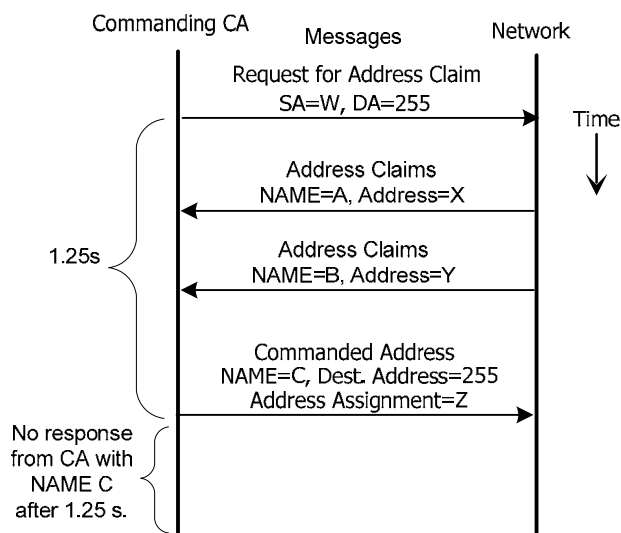 Commanding CA
Messages
Network
Request for Address Claim
SA=W, DA=255
Time
Address Claims
NAME=A, Address=X
1.25s
Address Claims
NAME=B, Address=Y
Commanded Address
NAME=C, Dest. Address=255
Address Assignment=Z
No response
from CA with
NAME C
after 1.25 s.